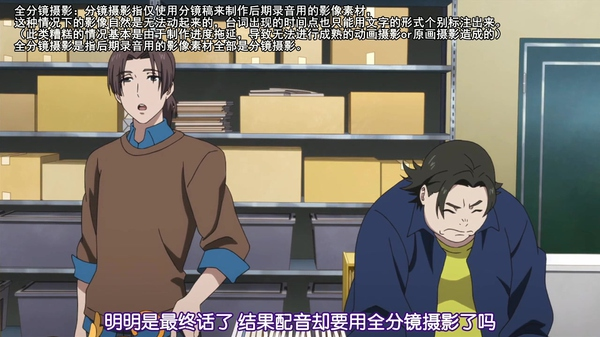 全分镜摄影：分镜摄影指仅使用分镜稿来制作后期录音用的影像素材，
这种情况下的影像自然是无法动起来的，台词出现的时间点也只能用文字的形式个别标注出来，
（此类糟糕的情况基本是由于制作进度拖延，导致无法进行成熟的动画摄影or原画摄影造成的）
全分镜摄影是指后期录音用的影像素材全部是分镜摄影。
明明是最终话了 结果配音却要用全分镜摄影了吗